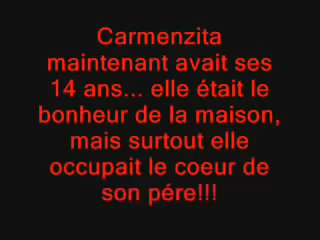 Carmenzita
maintenant avait ses
14 ans... elle était le
bonheur de la maison,
mais surtout elle
occupait le coeur de
son pére!!!